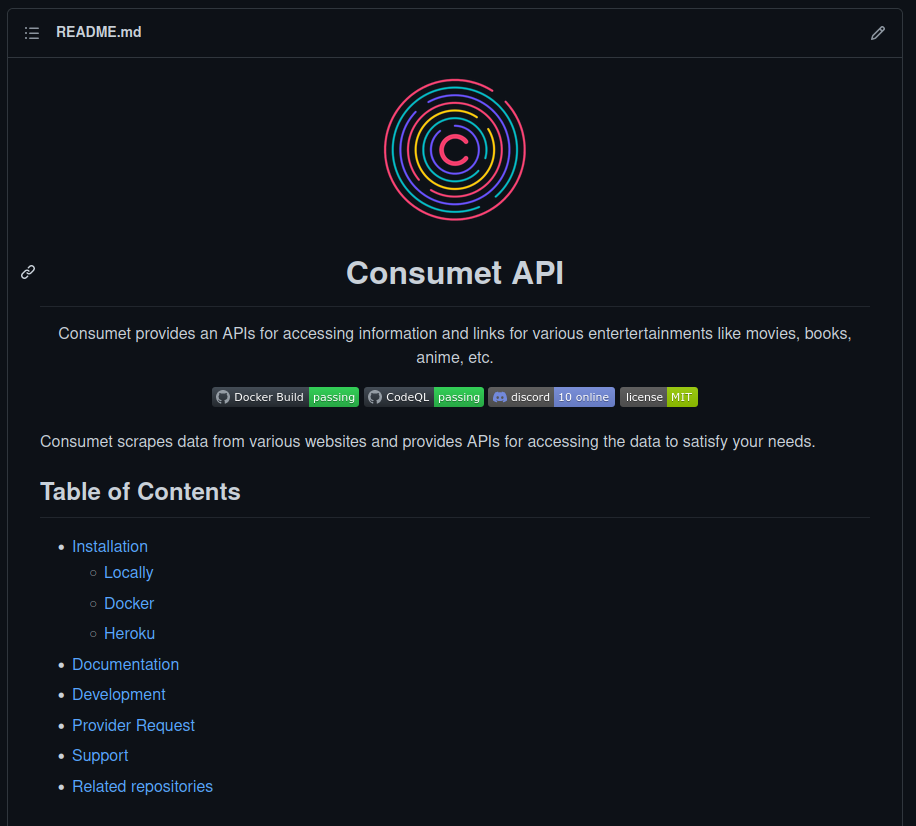 README.md
Consumet API
Consumet provides an APIs for accessing information and links for various entertertainments like movies, books,
anime, etc.
Docker Build passing CodeQL passing discord 10 online license MIT
Consumet scrapes data from various websites and provides APIs for accessing the data to satisfy your needs.
Table of Contents
Installation
Locally
Docker
Heroku
Documentation
Development
Provider Request
Support
Related repositories